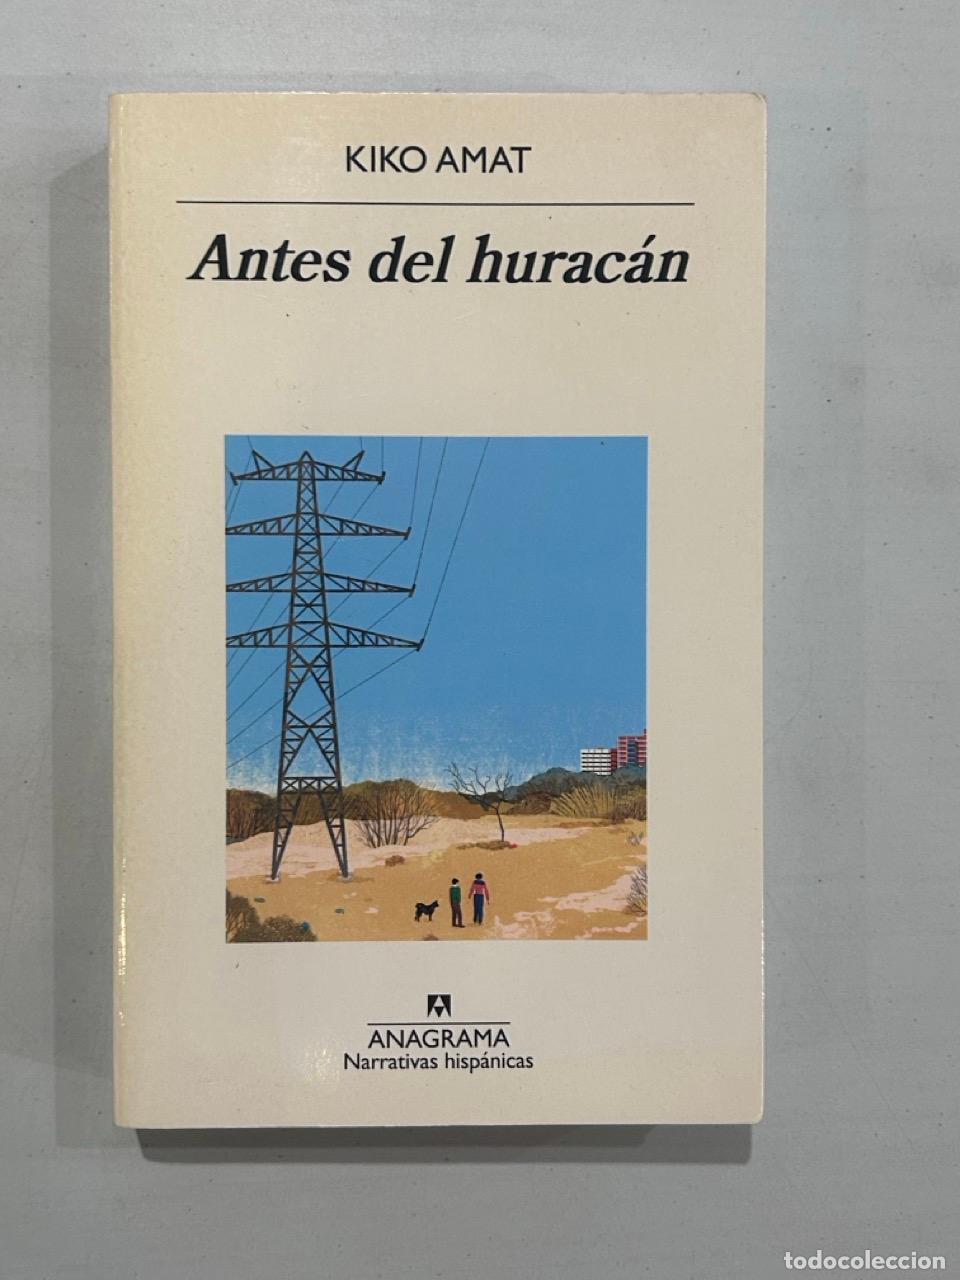 KIKO AMAT
Antes del huracán
ANAGRAMA
Narrativas hispánicas
todocoleccion